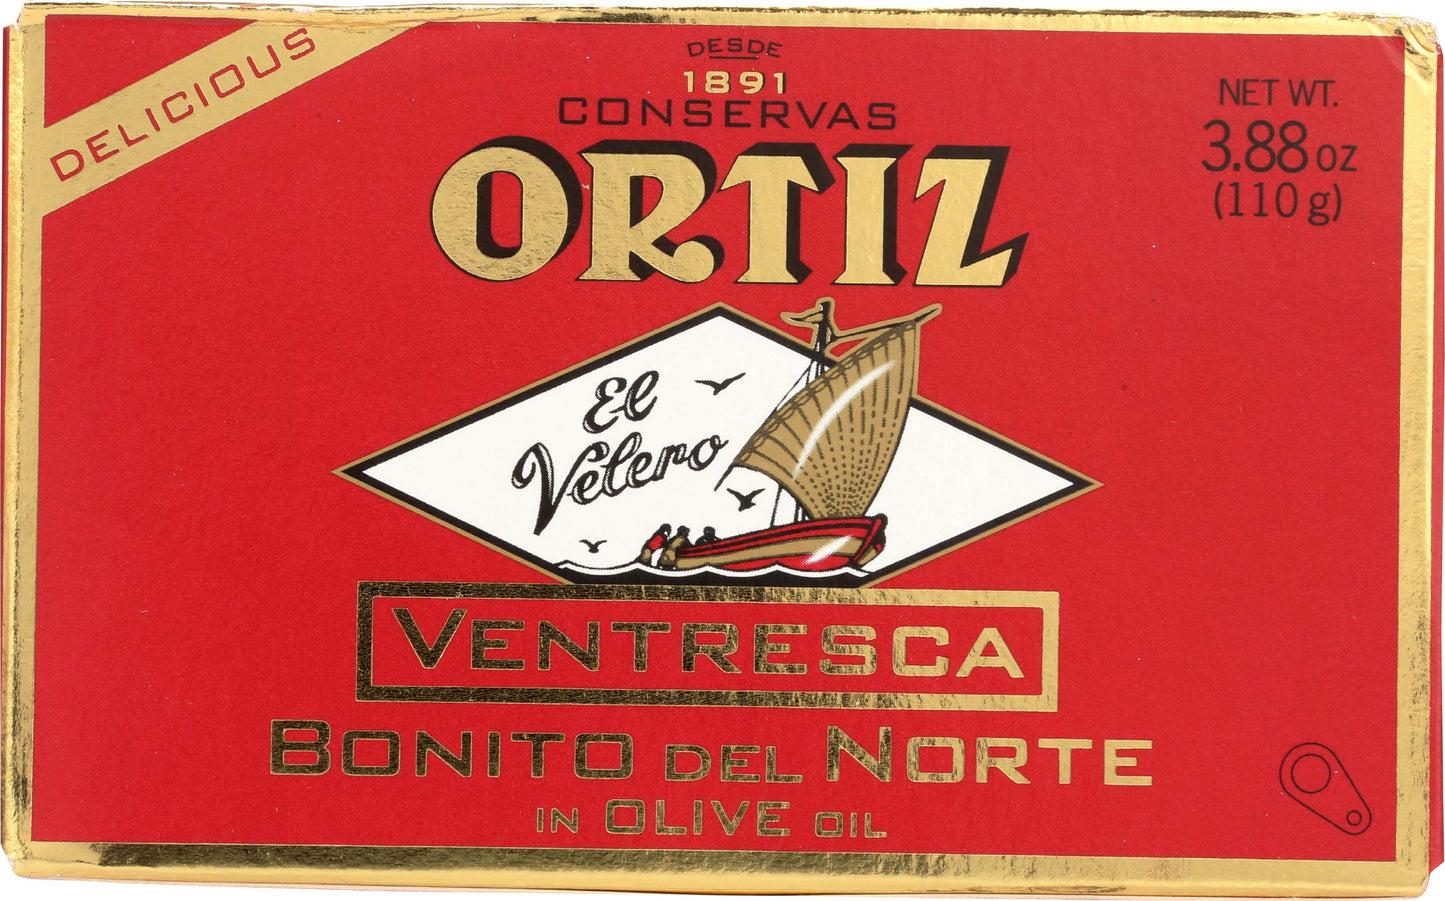 DELICIOUS
DESDE
1891
CONSERVAS
ORTIZ
NET WT.
3.88 oz
(110 g)
El
Velero
VENTRESCA
BONITO DEL NORTE
IN OLIVE OIL